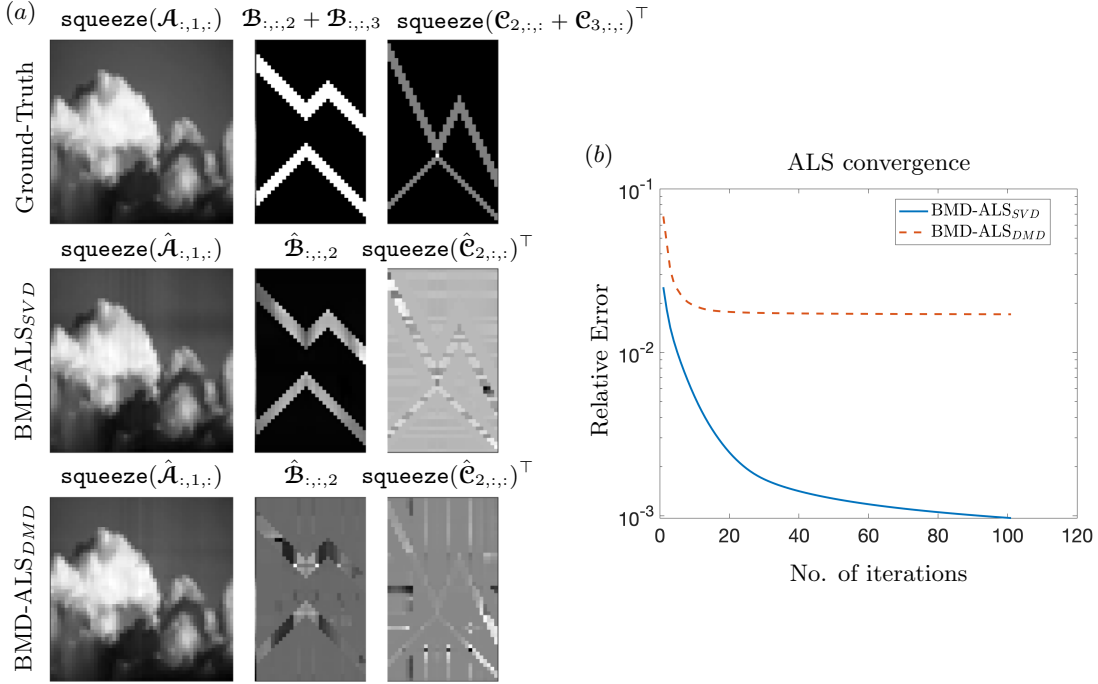 (a)
squeeze(𝓐:,1,:) 𝓑:,:,2 + 𝓑:,:,3 squeeze(𝓒2,:,: + 𝓒3,:,:)⊤
Ground-Truth
squeeze(𝓐̂:,1,:) 𝓑̂:,:,2 squeeze(𝓒̂2,:,:)⊤
BMD-ALSSVD
squeeze(𝓐̂:,1,:) 𝓑̂:,:,2 squeeze(𝓒̂2,:,:)⊤
BMD-ALSDMD
(b)
ALS convergence
BMD-ALSSVD
BMD-ALSDMD
Relative Error
10-1
10-2
10-3
0 20 40 60 80 100 120
No. of iterations